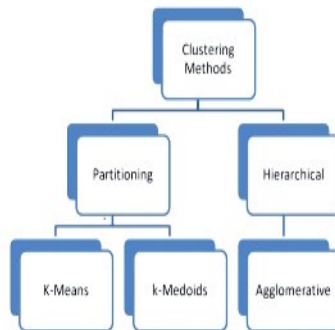 Clustering
Methods
Partitioning
Hierarchical
K-Means
k-Medoids
Agglomerative